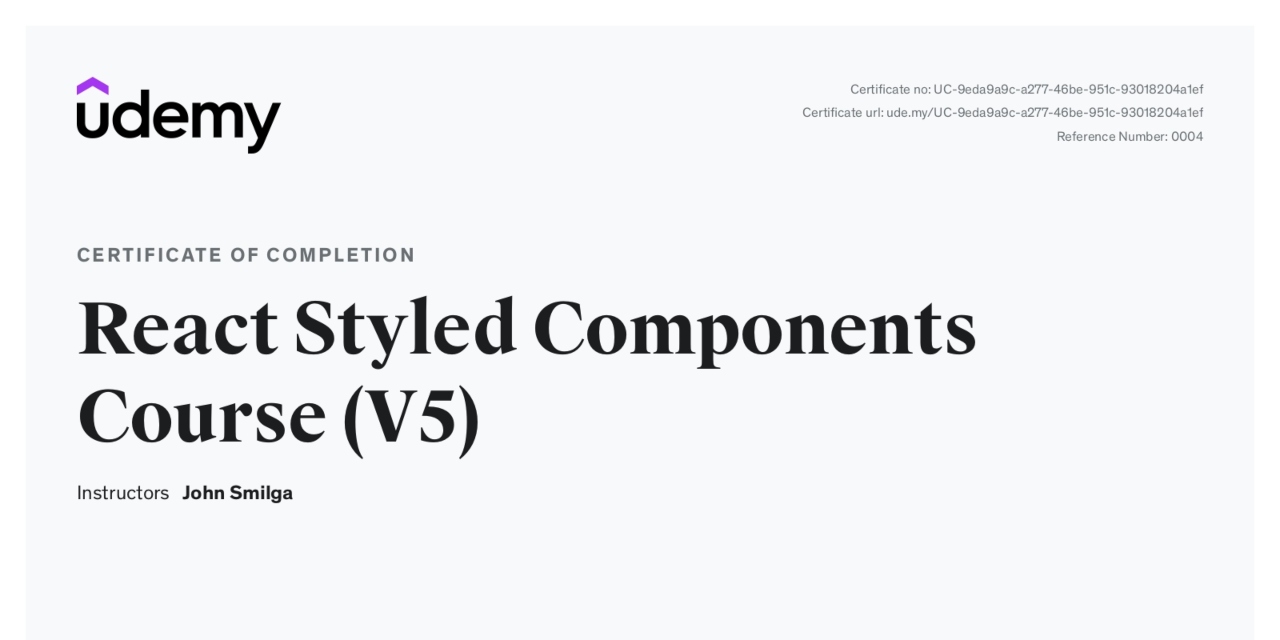 udemy
Certificate no: UC-9eda9a9c-a277-46be-951c-93018204a1ef
Certificate url: ude.my/UC-9eda9a9c-a277-46be-951c-93018204a1ef
Reference Number: 0004
CERTIFICATE OF COMPLETION
React Styled Components
Course (V5)
Instructors John Smilga